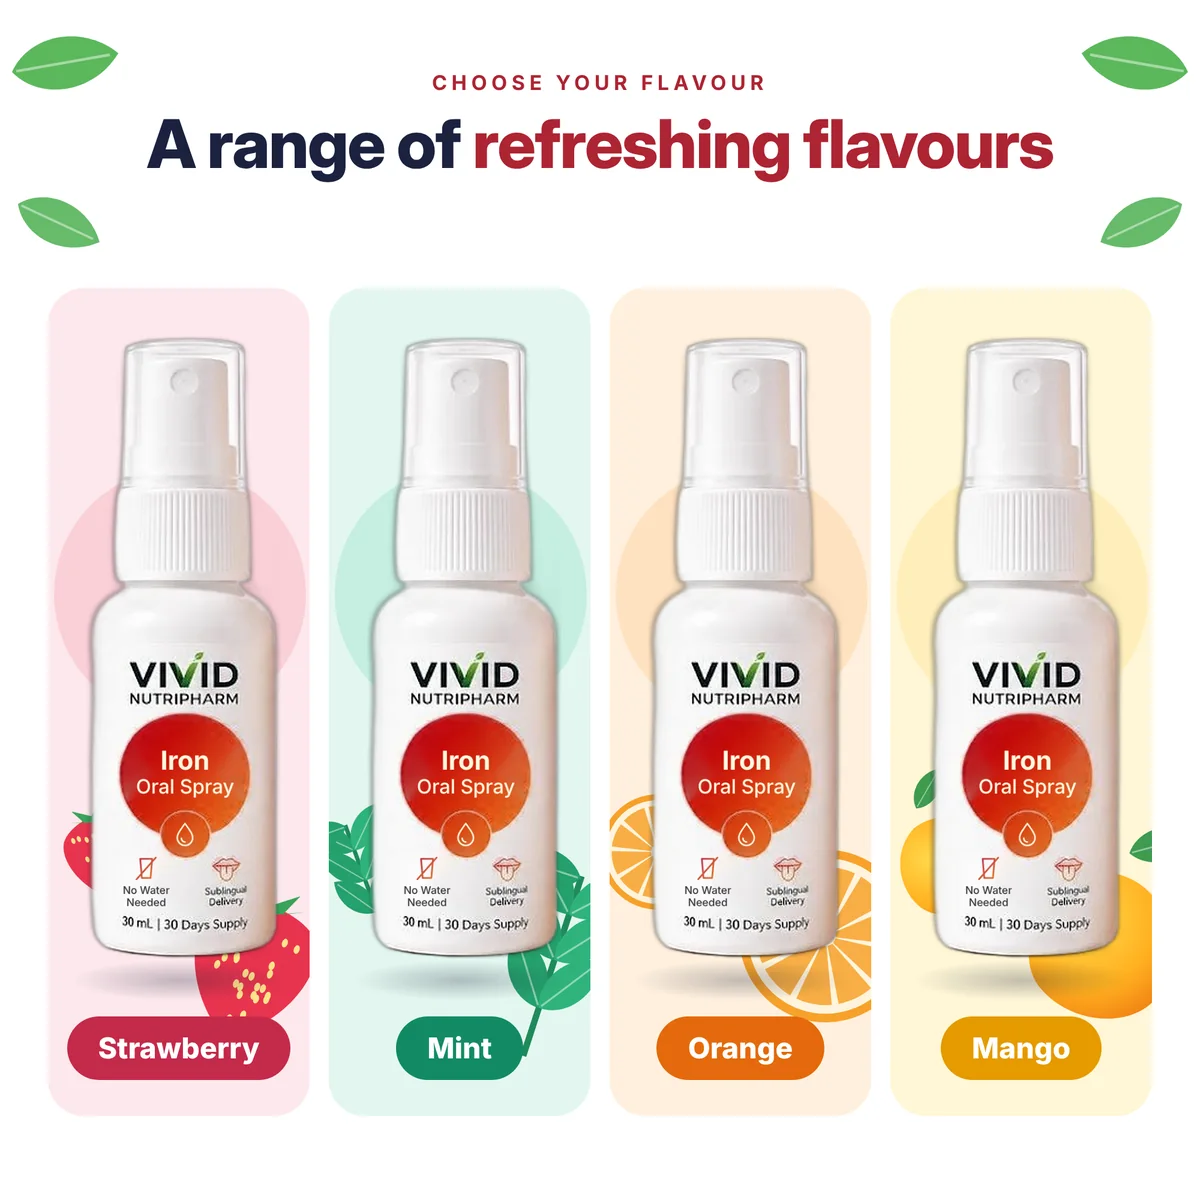 CHOOSE YOUR FLAVOUR
A range of refreshing flavours
VIVID
NUTRIPHARM
Iron
Oral Spray
No Water
Needed
Sublingual
Delivery
30 mL | 30 Days Supply
Strawberry
VIVID
NUTRIPHARM
Iron
Oral Spray
No Water
Needed
Sublingual
Delivery
30 mL | 30 Days Supply
Mint
VIVID
NUTRIPHARM
Iron
Oral Spray
No Water
Needed
Sublingual
Delivery
30 mL | 30 Days Supply
Orange
VIVID
NUTRIPHARM
Iron
Oral Spray
No Water
Needed
Sublingual
Delivery
30 mL | 30 Days Supply
Mango